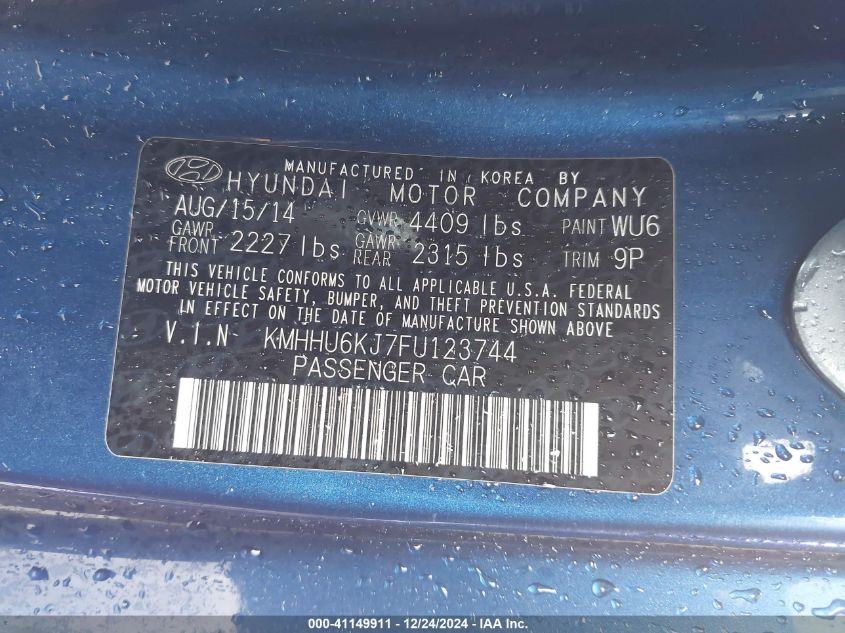 MANUFACTURED IN KOREA BY
HYUNDAI MOTOR COMPANY
AUG/15/14 GVWR 4409 lbs PAINT WU6
GAWR FRONT 2227 lbs GAWR REAR 2315 lbs TRIM 9P
THIS VEHICLE CONFORMS TO ALL APPLICABLE U.S.A. FEDERAL
MOTOR VEHICLE SAFETY, BUMPER, AND THEFT PREVENTION STANDARDS
IN EFFECT ON THE DATE OF MANUFACTURE SHOWN ABOVE.
V.I.N KMHHU6KJ7FU123744
PASSENGER CAR
000-41149911 - 12/24/2024 - IAA Inc.